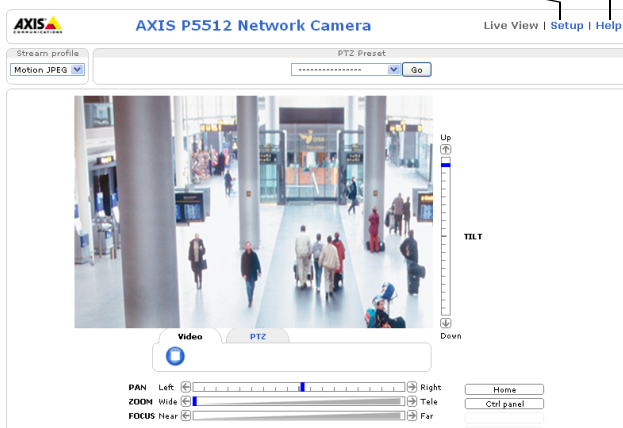 AXIS
COMMUNICATIONS
AXIS P5512 Network Camera
Live View | Setup | Help
Stream profile
PTZ Preset
Motion JPEG
----------------
Go
Up
TILT
Down
Video
PTZ
PAN Left
Right
ZOOM Wide
Tele
FOCUS Near
Far
Home
Ctrl panel